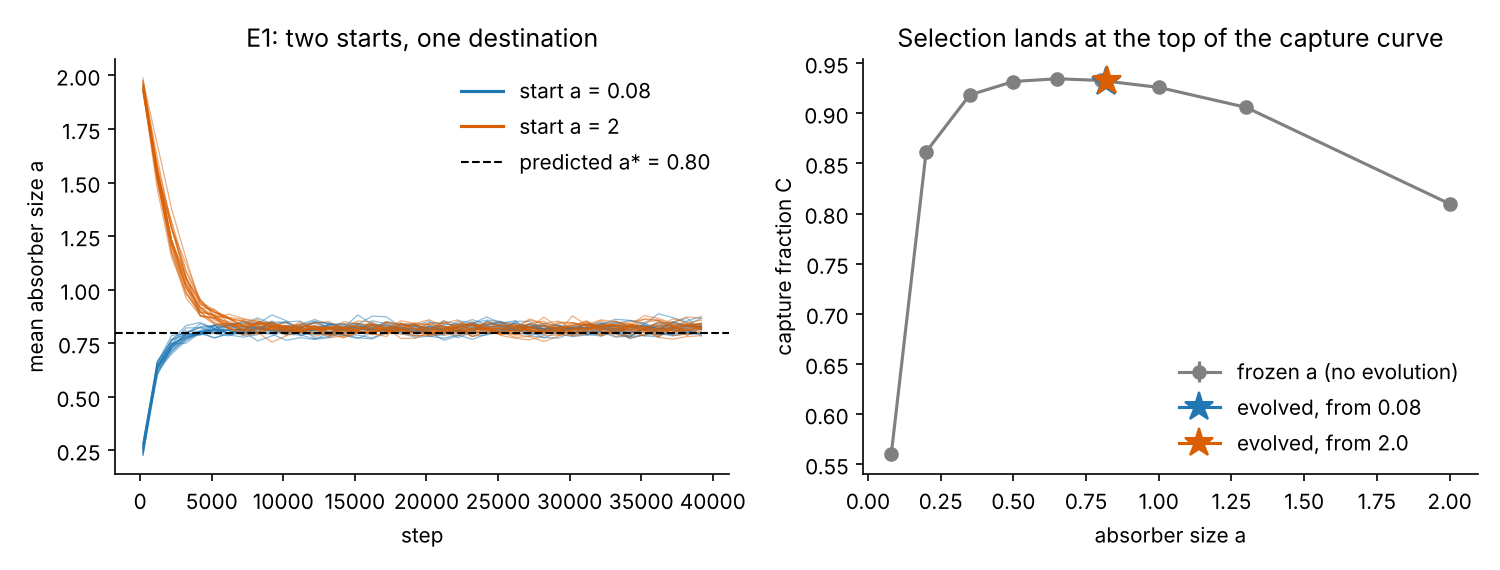 E1: two starts, one destination
2.00
1.75
1.50
1.25
1.00
0.75
0.50
0.25
mean absorber size a
start a = 0.08
start a = 2
predicted a* = 0.80
0 5000 10000 15000 20000 25000 30000 35000 40000
step
Selection lands at the top of the capture curve
0.95
0.90
0.85
0.80
0.75
0.70
0.65
0.60
0.55
capture fraction C
frozen a (no evolution)
evolved, from 0.08
evolved, from 2.0
0.00 0.25 0.50 0.75 1.00 1.25 1.50 1.75 2.00
absorber size a